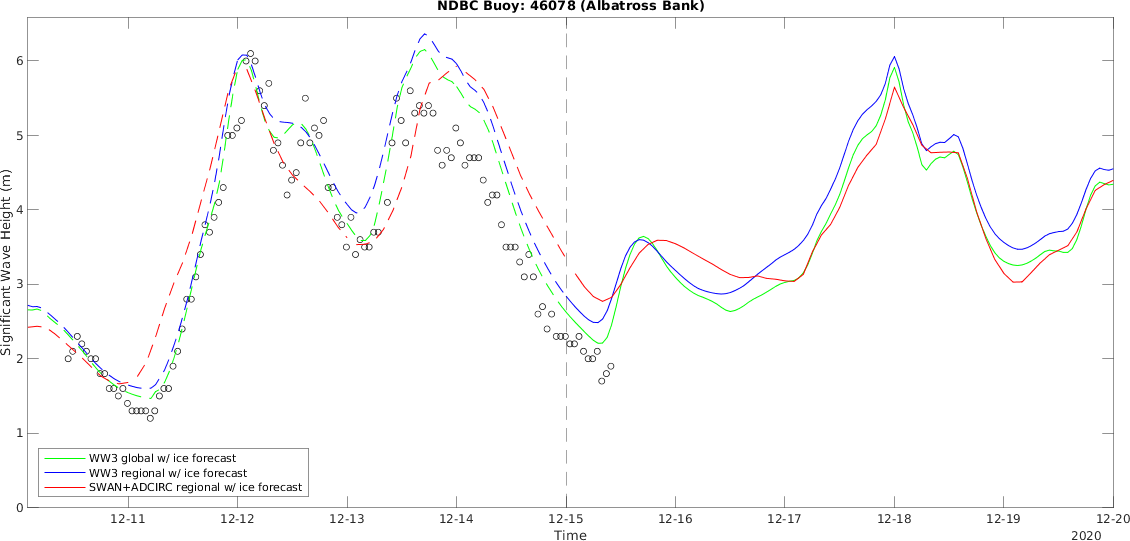 NDBC Buoy: 46078 (Albatross Bank)
Significant Wave Height (m)
6
5
4
3
2
1
0
WW3 global w/ ice forecast
WW3 regional w/ ice forecast
SWAN+ADCIRC regional w/ ice forecast
12-11 12-12 12-13 12-14 12-15 12-16 12-17 12-18 12-19 12-20
Time
2020